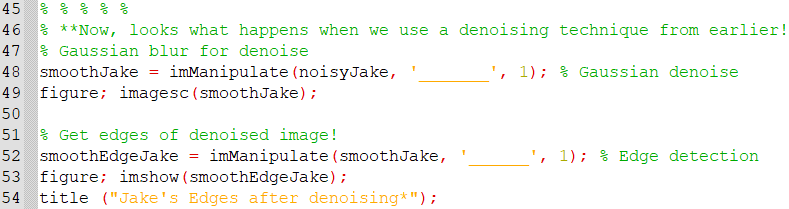 45 % % % % %
46 % **Now, looks what happens when we use a denoising technique from earlier!
47 % Gaussian blur for denoise
48 smoothJake = imManipulate(noisyJake, '_______', 1); % Gaussian denoise
49 figure; imagesc(smoothJake);
50
51 % Get edges of denoised image!
52 smoothEdgeJake = imManipulate(smoothJake, '______', 1); % Edge detection
53 figure; imshow(smoothEdgeJake);
54 title ("Jake's Edges after denoising*");